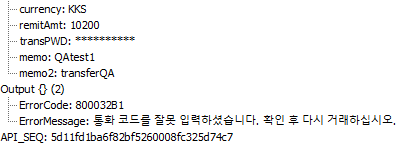 currency: KKS
remitAmt: 10200
transPWD: **********
memo: QAtest1
memo2: transferQA
Output {} (2)
ErrorCode: 800032B1
ErrorMessage: 통화 코드를 잘못 입력하셨습니다. 확인 후 다시 거래하십시오.
API_SEQ: 5d11fd1ba6f82bf5260008fc325d74c7